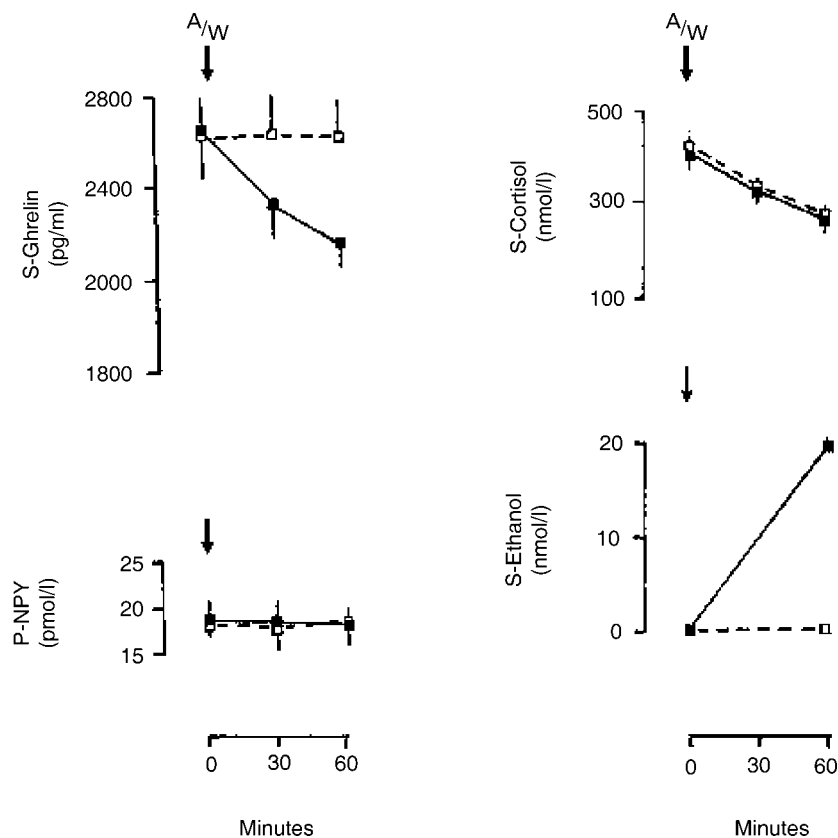 A/W
2800
2400
2000
1800
S-Ghrelin
(pg/ml)
A/W
500
300
100
S-Cortisol
(nmol/l)
25
20
15
P-NPY
(pmol/l)
20
10
0
S-Ethanol
(nmol/l)
0 30 60
Minutes
0 30 60
Minutes